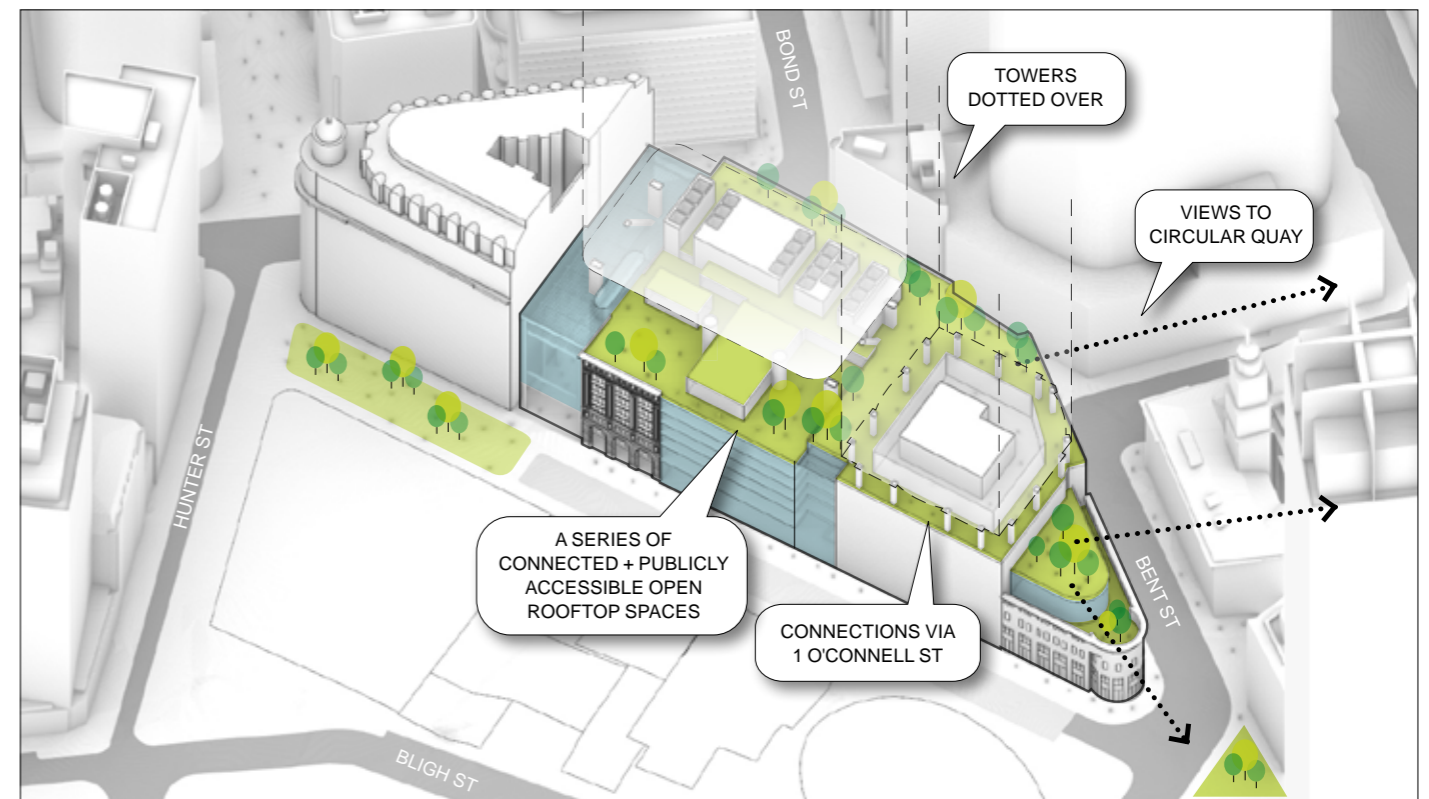 BOND ST
TOWERS
DOTTED OVER
VIEWS TO
CIRCULAR QUAY
HUNTER ST
A SERIES OF
CONNECTED + PUBLICLY
ACCESSIBLE OPEN
ROOFTOP SPACES
CONNECTIONS VIA
1 O'CONNELL ST
BENT ST
BLIGH ST